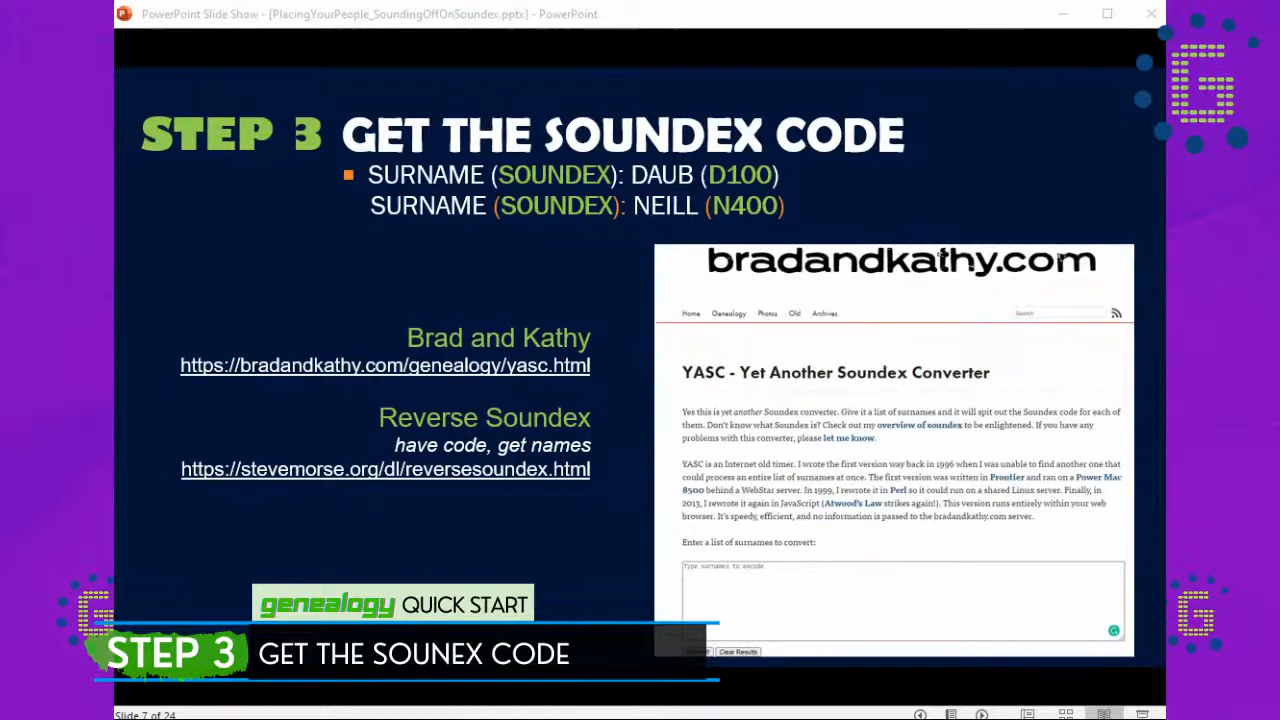 PowerPoint Slide Show - [PlacingYourPeople_SoundingOffOnSoundex.pptx] - PowerPoint
G
STEP 3 GET THE SOUNDEX CODE
SURNAME (SOUNDEX): DAUB (D100)
SURNAME (SOUNDEX): NEILL (N400)
Brad and Kathy
https://bradandkathy.com/genealogy/yasc.html
Reverse Soundex
have code, get names
https://stevemorse.org/dl/reversesoundex.html
bradandkathy.com
Home Genealogy Photos Old Archives Search
YASC - Yet Another Soundex Converter
Yes this is yet another Soundex converter. Give it a list of surnames and it will spit out the Soundex code for each of
them. Don't know what Soundex is? Check out my overview of soundex to be enlightened. If you have any
problems with this converter, please let me know.
YASC is an Internet old timer. I wrote the first version way back in 1996 when I was unable to find another one that
could process an entire list of surnames at once. The first version was written in Frontier and ran on a Power Mac
8500 behind a WebStar server. In 1999, I rewrote it in Perl so it could run on a shared Linux server. Finally, in
2013, I rewrote it again in JavaScript (Atwood's Law strikes again!). This version runs entirely within your web
browser. It's speedy, efficient, and no information is passed to the bradandkathy.com server.
Enter a list of surnames to convert:
Type surnames to encode
Clear Results
genealogy QUICK START
STEP 3 GET THE SOUNEX CODE
G
G
Slide 7 of 24